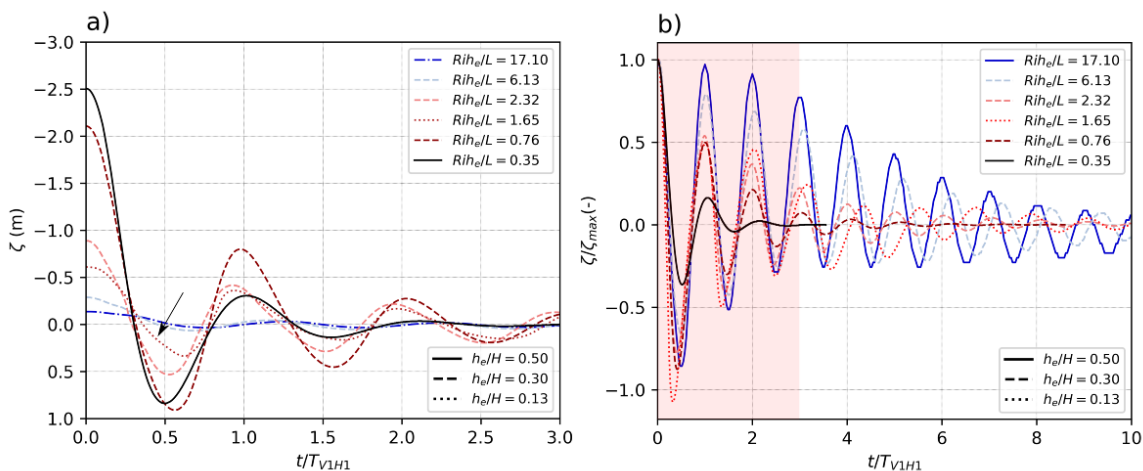 a)
−3.0
−2.5
−2.0
−1.5
−1.0
−0.5
0.0
0.5
1.0
ζ (m)
0.0 0.5 1.0 1.5 2.0 2.5 3.0
t/T_{V1H1}
Rih_e/L = 17.10
Rih_e/L = 6.13
Rih_e/L = 2.32
Rih_e/L = 1.65
Rih_e/L = 0.76
Rih_e/L = 0.35
h_e/H = 0.50
h_e/H = 0.30
h_e/H = 0.13
b)
1.0
0.5
0.0
−0.5
−1.0
ζ/ζ_{max}(-)
0 2 4 6 8 10
t/T_{V1H1}
Rih_e/L = 17.10
Rih_e/L = 6.13
Rih_e/L = 2.32
Rih_e/L = 1.65
Rih_e/L = 0.76
Rih_e/L = 0.35
h_e/H = 0.50
h_e/H = 0.30
h_e/H = 0.13